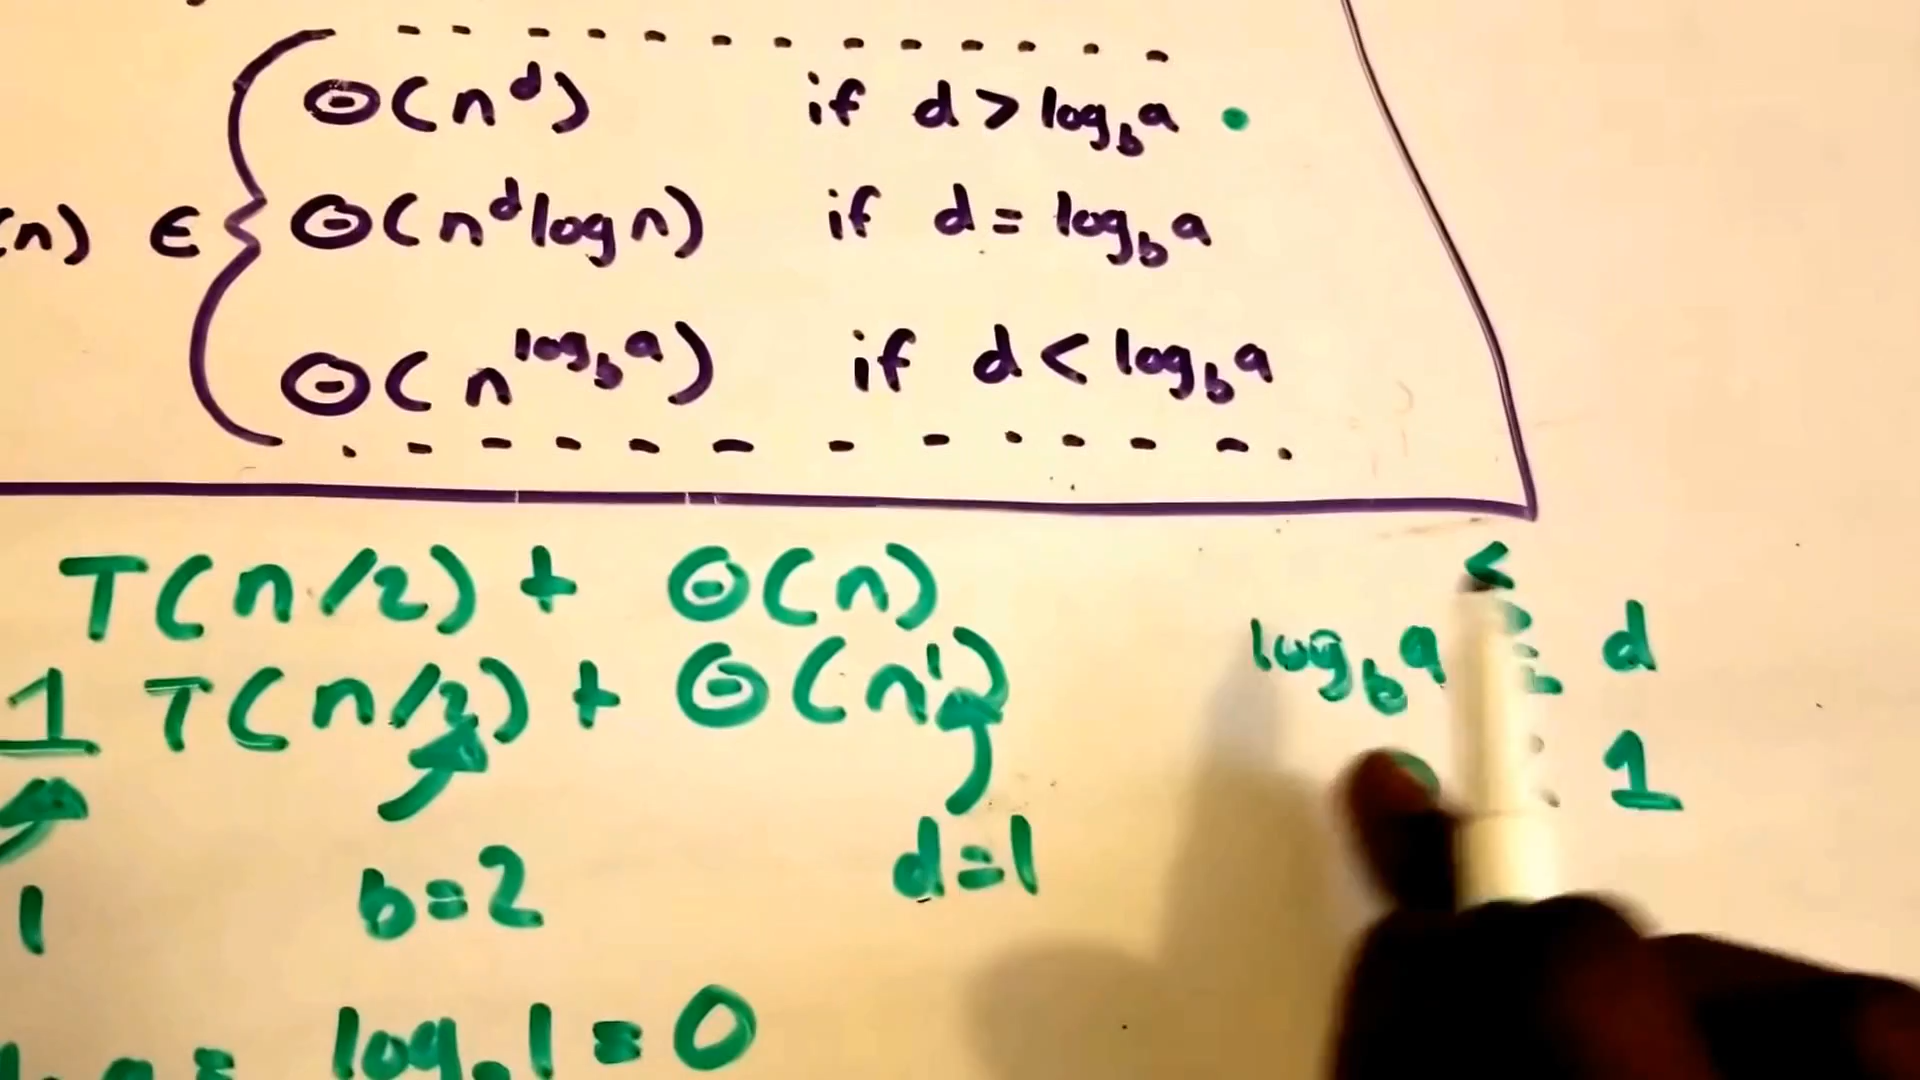 Θ(n^d) if d > log_b a
(n) ∈ Θ(n^d log n) if d = log_b a
Θ(n^{log_b a}) if d < log_b a
T(n/2) + Θ(n)
1 T(n/2) + Θ(n^1)
1 b=2 d=1
log 1 = 0
<
log_b a d
1